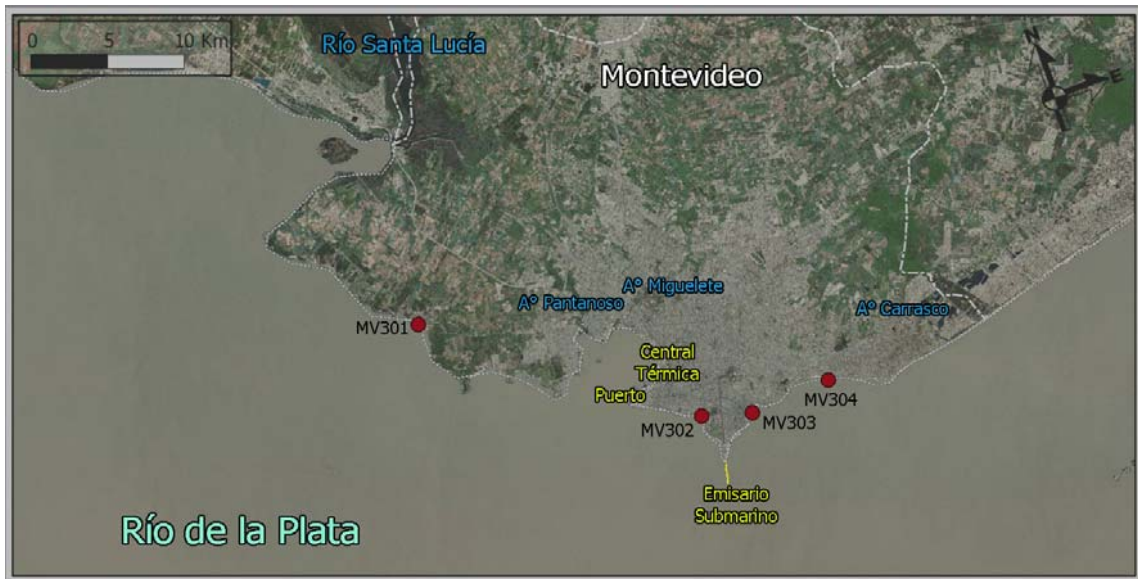 0 5 10 Km
Río Santa Lucía
Montevideo
N
E
Aº Miguelete
Aº Pantanoso
Aº Carrasco
MV301
Central
Térmica
Puerto
MV304
MV302
MV303
Emisario
Submarino
Río de la Plata